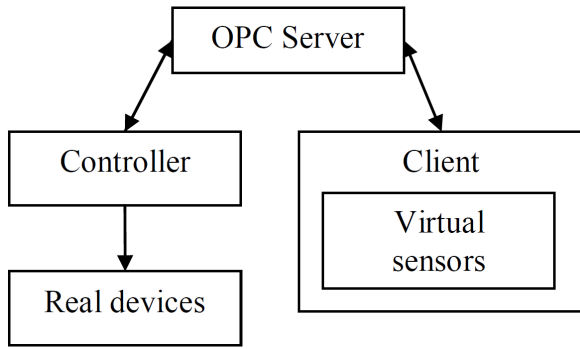 OPC Server
Controller
Client
Virtual
sensors
Real devices